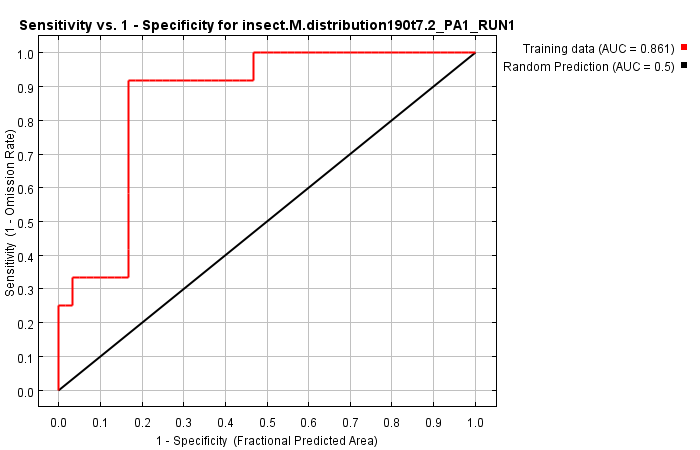 Sensitivity vs. 1 - Specificity for insect.M.distribution190t7.2_PA1_RUN1
Training data (AUC = 0.861)
Random Prediction (AUC = 0.5)
Sensitivity (1 - Omission Rate)
1.0
0.9
0.8
0.7
0.6
0.5
0.4
0.3
0.2
0.1
0.0
0.0 0.1 0.2 0.3 0.4 0.5 0.6 0.7 0.8 0.9 1.0
1 - Specificity (Fractional Predicted Area)